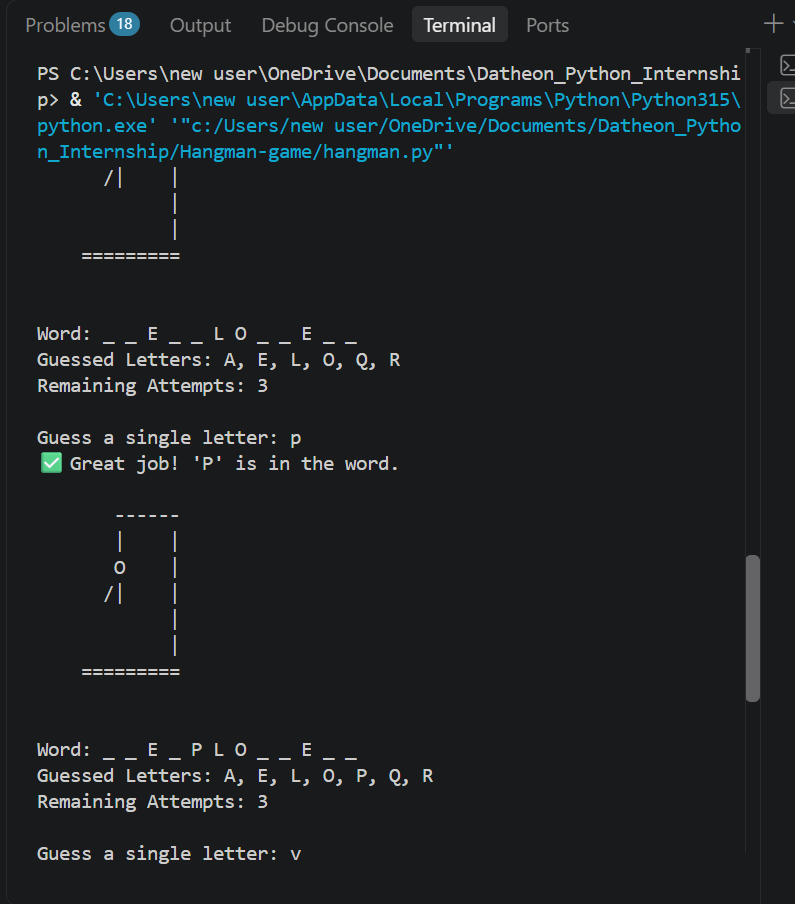 Problems 18 Output Debug Console Terminal Ports
PS C:\Users\new user\OneDrive\Documents\Datheon_Python_Internshi
p> & 'C:\Users\new user\AppData\Local\Programs\Python\Python315\
python.exe' '"c:/Users/new user/OneDrive/Documents/Datheon_Pytho
n_Internship/Hangman-game/hangman.py"'
      /|    |
            |
            |
    =========
Word: _ _ E _ _ L O _ _ E _ _
Guessed Letters: A, E, L, O, Q, R
Remaining Attempts: 3
Guess a single letter: p
✅ Great job! 'P' is in the word.
       ------
       |    |
       O    |
      /|    |
            |
            |
    =========
Word: _ _ E _ P L O _ _ E _ _
Guessed Letters: A, E, L, O, P, Q, R
Remaining Attempts: 3
Guess a single letter: v